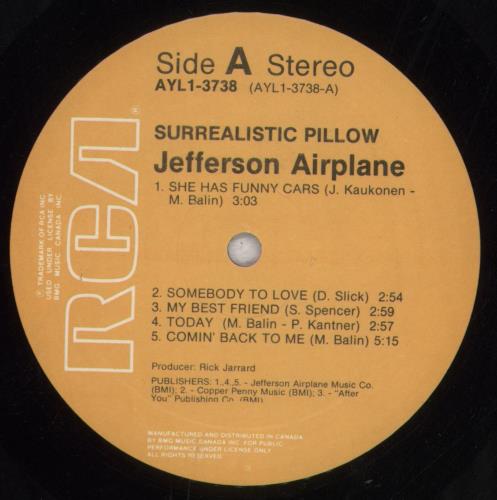 Side A Stereo
AYL1-3738 (AYL1-3738-A)
SURREALISTIC PILLOW
Jefferson Airplane
1. SHE HAS FUNNY CARS (J. Kaukonen -
M. Balin) 3:03
2. SOMEBODY TO LOVE (D. Slick) 2:54
3. MY BEST FRIEND (S. Spencer) 2:59
4. TODAY (M. Balin - P. Kantner) 2:57
5. COMIN' BACK TO ME (M. Balin) 5:15
Producer: Rick Jarrard
PUBLISHERS: 1.,4.,5. - Jefferson Airplane Music Co.
(BMI); 2. - Copper Penny Music (BMI); 3. - "After
You" Publishing Co. (BMI)
MANUFACTURED AND DISTRIBUTED IN CANADA
BY BMG MUSIC CANADA INC. FOR PUBLIC
PERFORMANCE UNDER LICENSE ONLY.
ALL RIGHTS RESERVED.
RCA®
® TRADEMARK OF RCA INC.
USED UNDER LICENSE BY
BMG MUSIC CANADA INC.